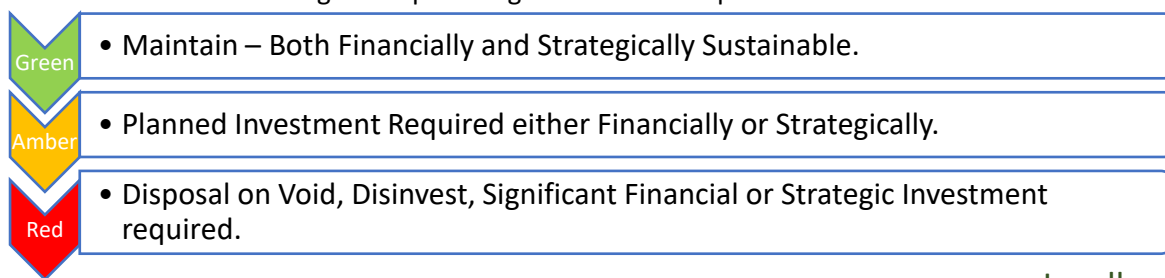 Green
• Maintain – Both Financially and Strategically Sustainable.
Amber
• Planned Investment Required either Financially or Strategically.
Red
• Disposal on Void, Disinvest, Significant Financial or Strategic Investment
required.